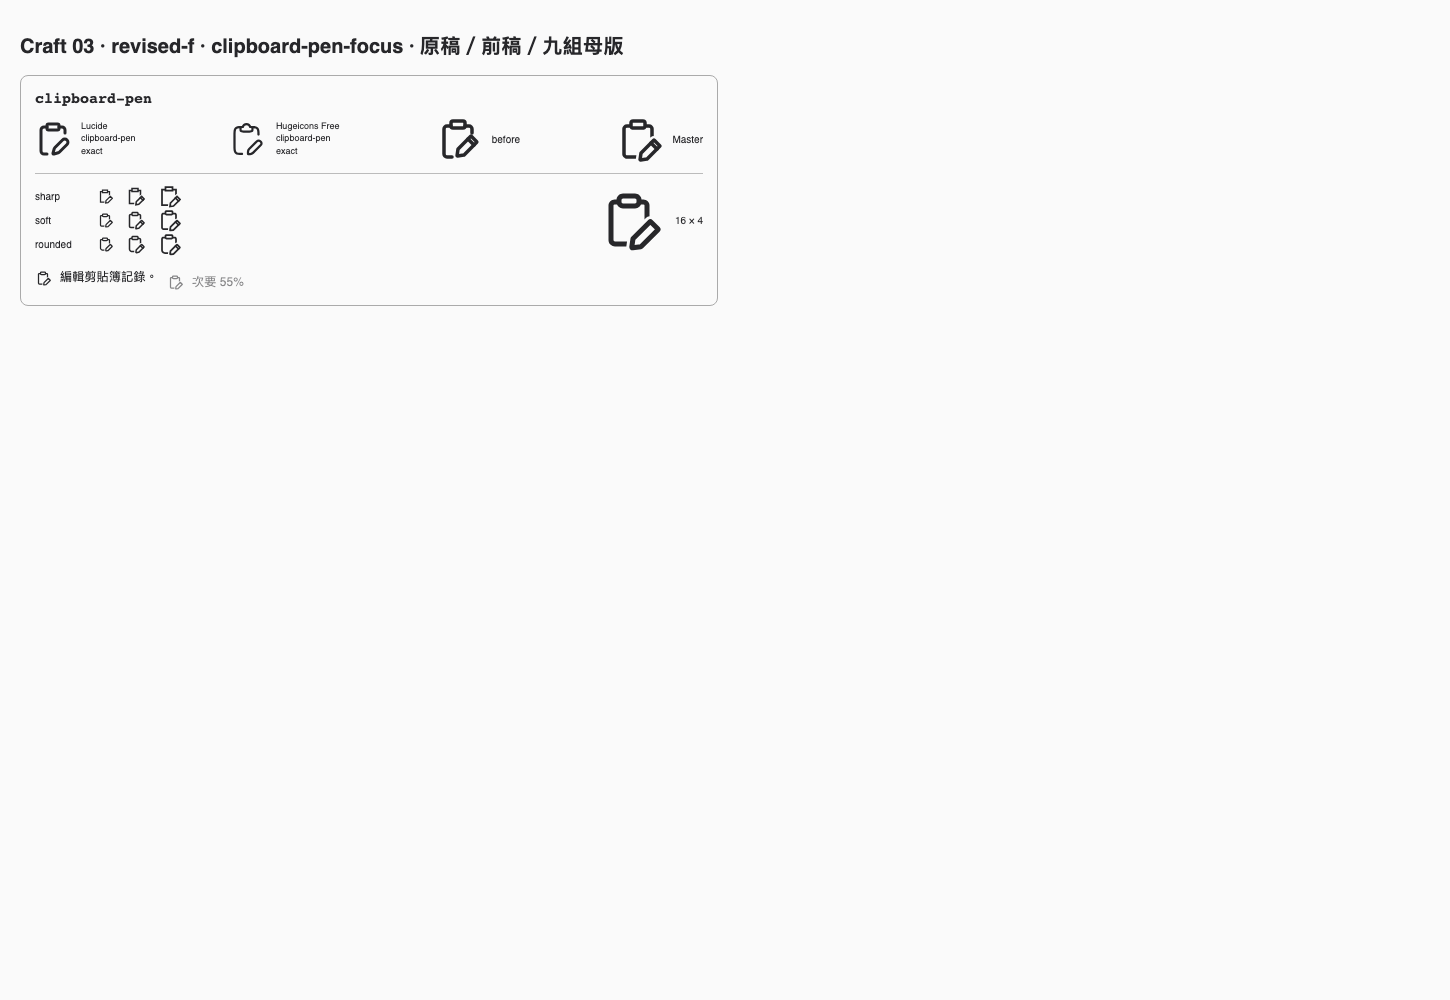 Craft 03 · revised-f · clipboard-pen-focus · 原稿 / 前稿 / 九組母版
clipboard-pen
Lucide
clipboard-pen
exact
Hugeicons Free
clipboard-pen
exact
before
Master
sharp
soft
rounded
16 × 4
編輯剪貼簿記錄。
次要 55%